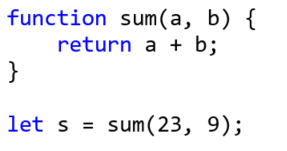 function sum(a, b) {
    return a + b;
}

let s = sum(23, 9);